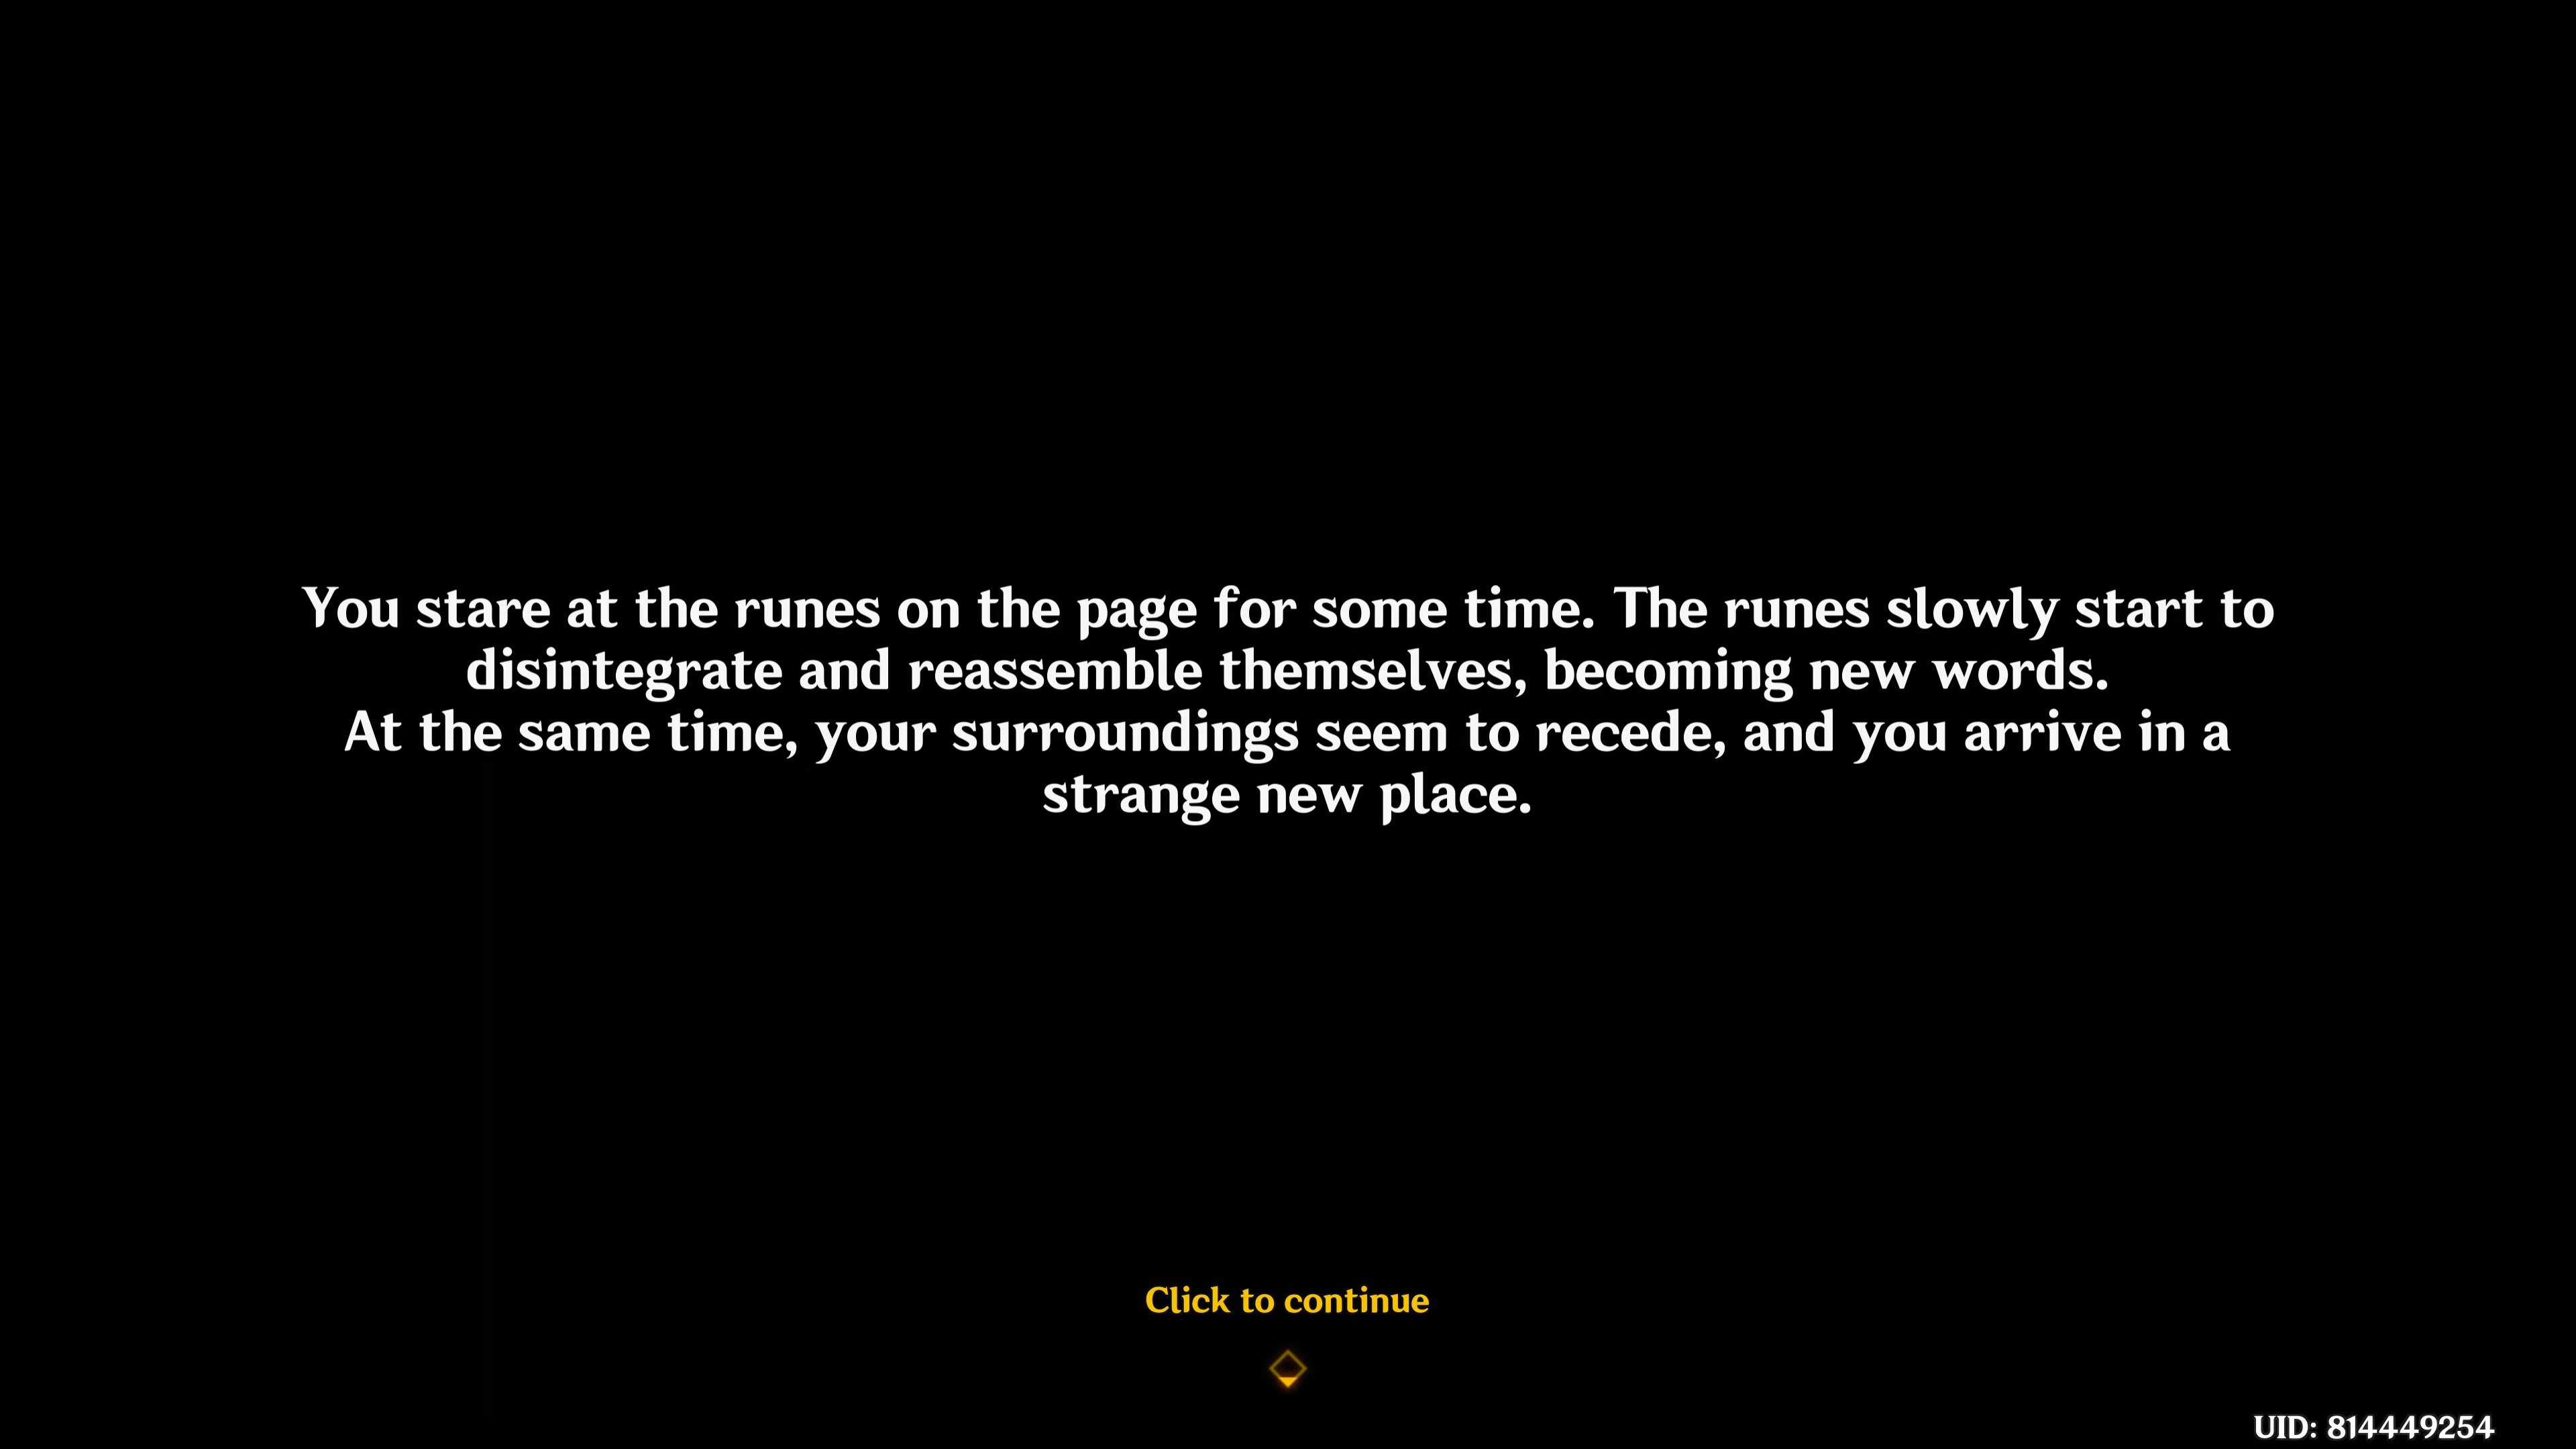 You stare at the runes on the page for some time. The runes slowly start to
disintegrate and reassemble themselves, becoming new words.
At the same time, your surroundings seem to recede, and you arrive in a
strange new place.
Click to continue
UID: 814449254